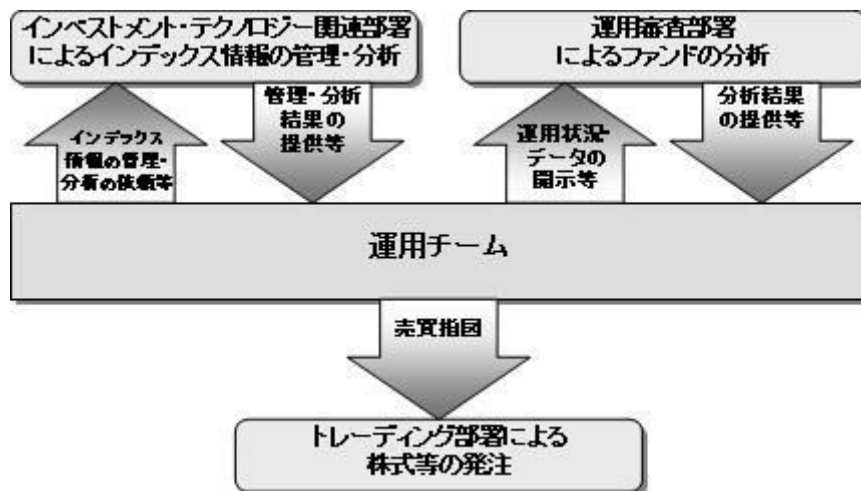 インベストメント・テクノロジー関連部署
によるインデックス情報の管理・分析
運用審査部署
によるファンドの分析
インデックス
情報の管理・
分析の依頼等
管理・分析
結果の
提供等
運用状況・
データの
開示等
分析結果
の提供等
運用チーム
売買指図
トレーディング部署による
株式等の発注